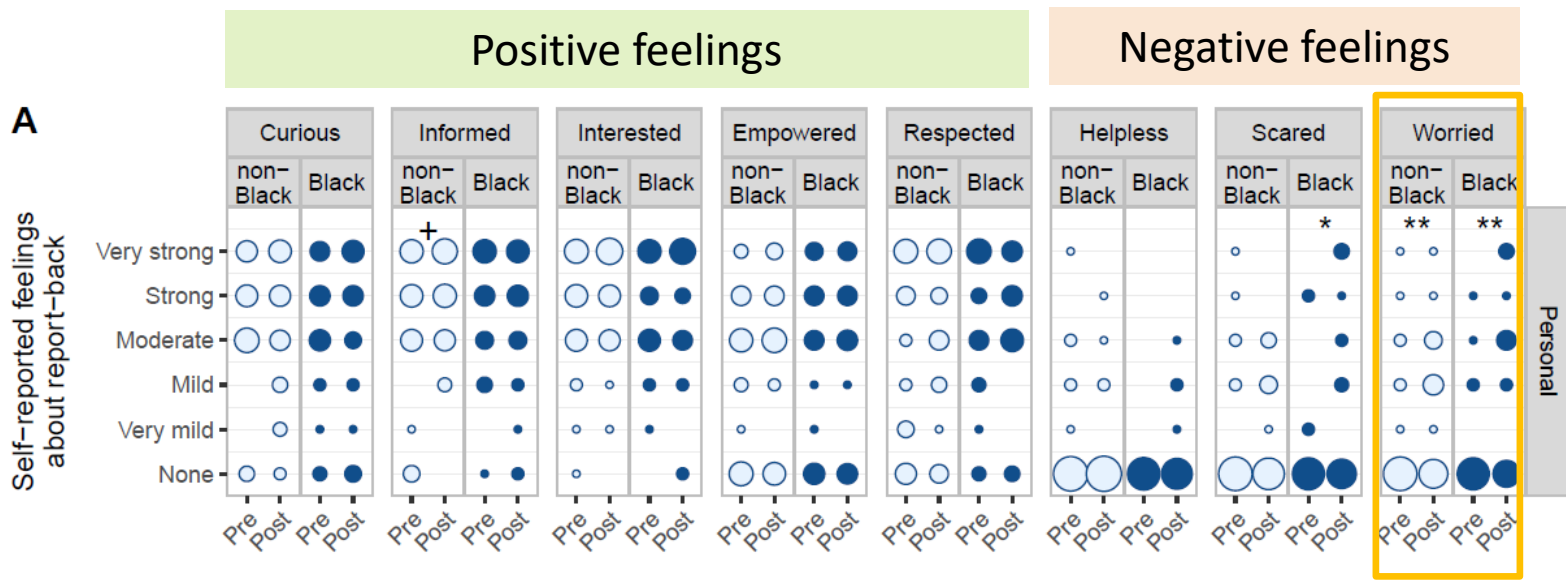 Positive feelings
Negative feelings
A
Curious
Informed
Interested
Empowered
Respected
Helpless
Scared
Worried
non−
Black
Black
non−
Black
Black
non−
Black
Black
non−
Black
Black
non−
Black
Black
non−
Black
Black
non−
Black
Black
non−
Black
Black
+
*
**
**
Self−reported feelings
about report−back
Very strong
Strong
Moderate
Mild
Very mild
None
Personal
Pre
Post
Pre
Post
Pre
Post
Pre
Post
Pre
Post
Pre
Post
Pre
Post
Pre
Post
Pre
Post
Pre
Post
Pre
Post
Pre
Post
Pre
Post
Pre
Post
Pre
Post
Pre
Post